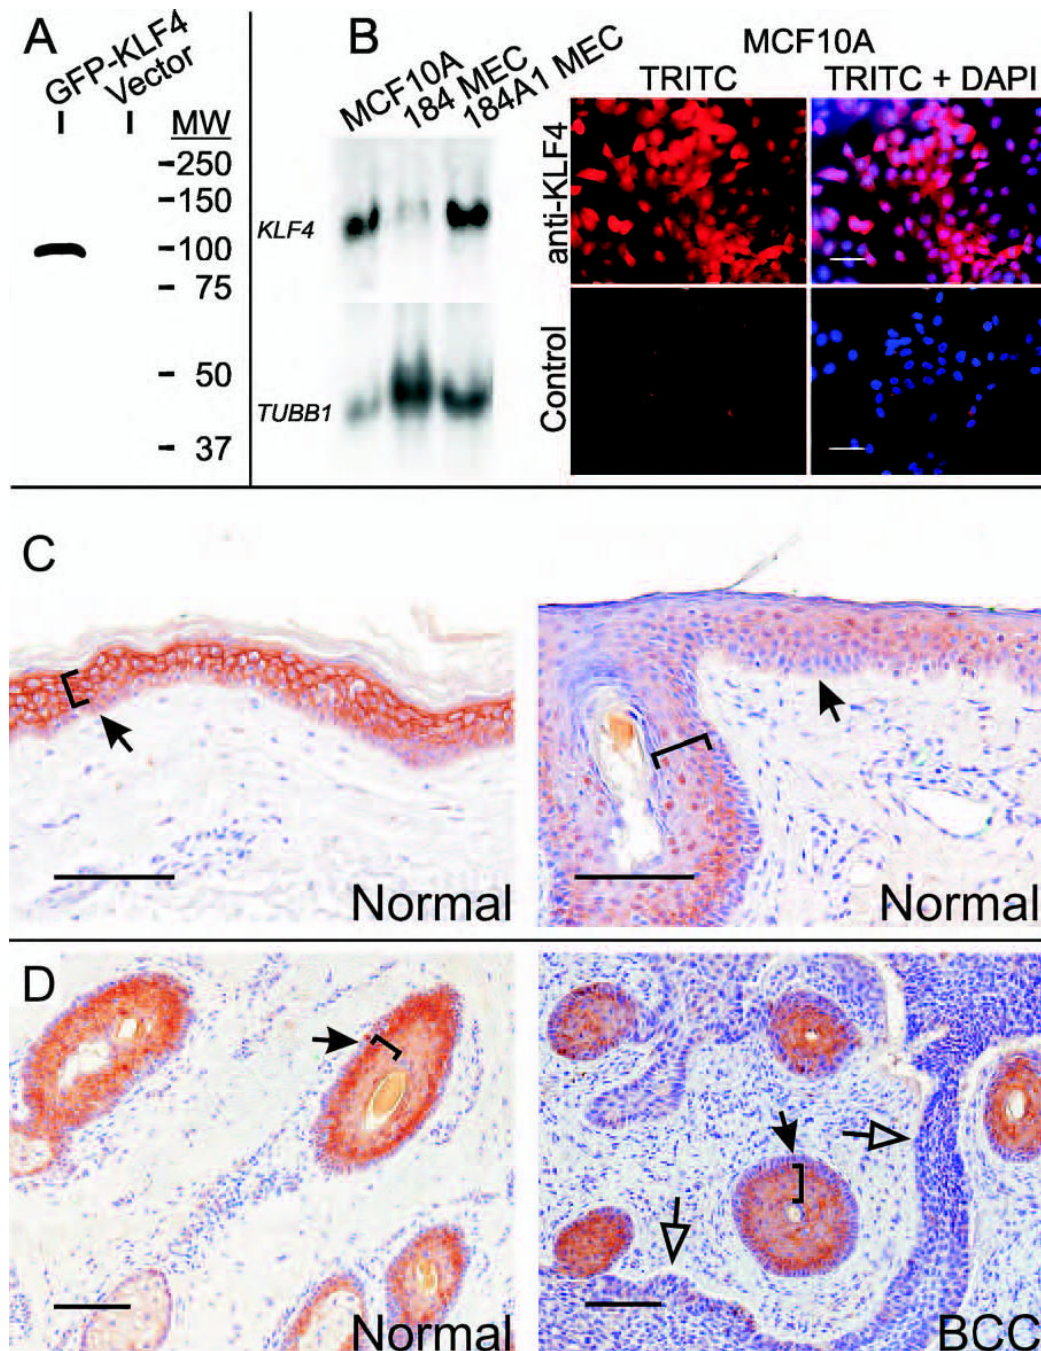 A
GFP-KLF4
Vector
MW
250
150
100
75
50
37
B
MCF10A
184 MEC
184A1 MEC
KLF4
TUBB1
MCF10A
TRITC
TRITC + DAPI
anti-KLF4
Control
C
Normal
Normal
D
Normal
BCC